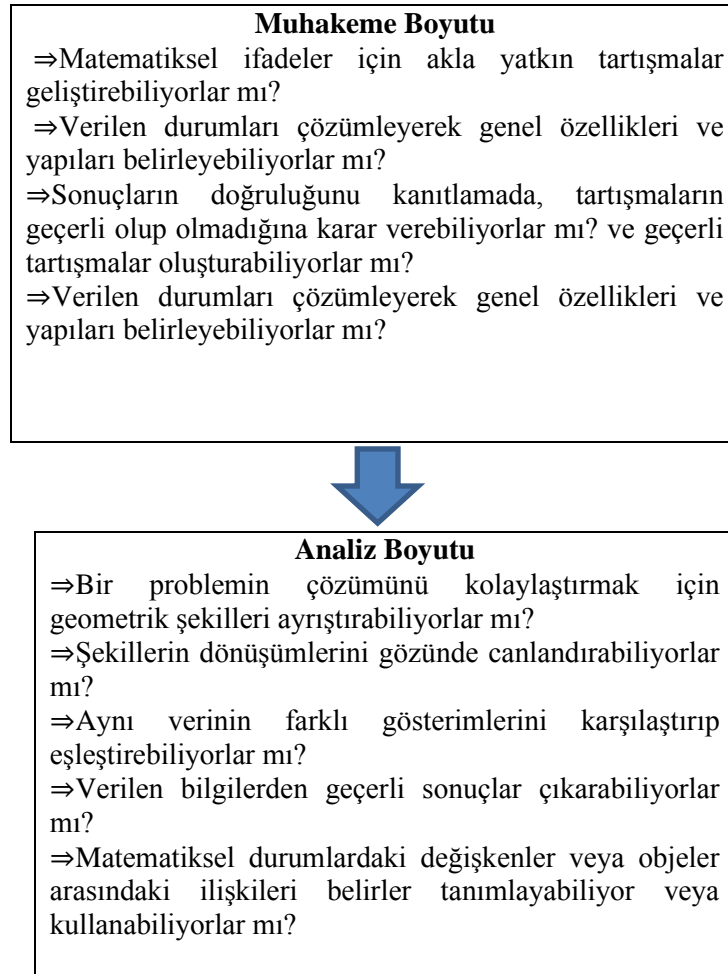 Muhakeme Boyutu
⇒Matematiksel ifadeler için akla yatkın tartışmalar
geliştirebiliyorlar mı?
⇒Verilen durumları çözümleyerek genel özellikleri ve
yapıları belirleyebiliyorlar mı?
⇒Sonuçların doğruluğunu kanıtlamada, tartışmaların
geçerli olup olmadığına karar verebiliyorlar mı? ve geçerli
tartışmalar oluşturabiliyorlar mı?
⇒Verilen durumları çözümleyerek genel özellikleri ve
yapıları belirleyebiliyorlar mı?
Analiz Boyutu
⇒Bir problemin çözümünü kolaylaştırmak için
geometrik şekilleri ayrıştırabiliyorlar mı?
⇒Şekillerin dönüşümlerini gözünde canlandırabiliyorlar
mı?
⇒Aynı verinin farklı gösterimlerini karşılaştırıp
eşleştirebiliyorlar mı?
⇒Verilen bilgilerden geçerli sonuçlar çıkarabiliyorlar
mı?
⇒Matematiksel durumlardaki değişkenler veya objeler
arasındaki ilişkileri belirler tanımlayabiliyor veya
kullanabiliyorlar mı?